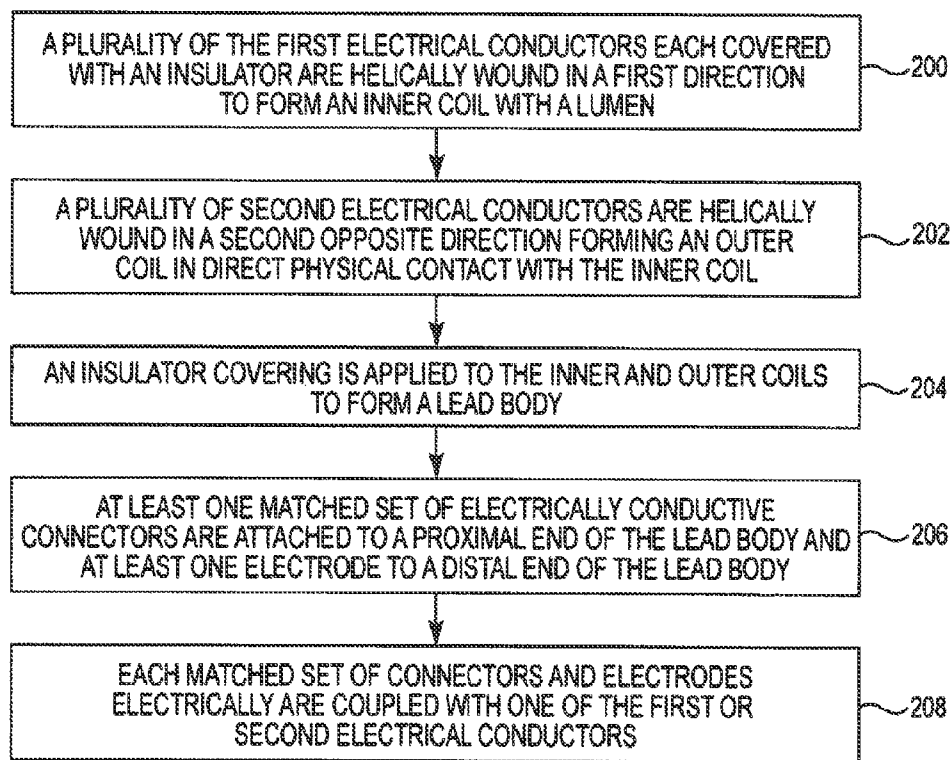 A PLURALITY OF THE FIRST ELECTRICAL CONDUCTORS EACH COVERED
WITH AN INSULATOR ARE HELICALLY WOUND IN A FIRST DIRECTION
TO FORM AN INNER COIL WITH A LUMEN
200
A PLURALITY OF SECOND ELECTRICAL CONDUCTORS ARE HELICALLY
WOUND IN A SECOND OPPOSITE DIRECTION FORMING AN OUTER
COIL IN DIRECT PHYSICAL CONTACT WITH THE INNER COIL
202
AN INSULATOR COVERING IS APPLIED TO THE INNER AND OUTER COILS
TO FORM A LEAD BODY
204
AT LEAST ONE MATCHED SET OF ELECTRICALLY CONDUCTIVE
CONNECTORS ARE ATTACHED TO A PROXIMAL END OF THE LEAD BODY AND
AT LEAST ONE ELECTRODE TO A DISTAL END OF THE LEAD BODY
206
EACH MATCHED SET OF CONNECTORS AND ELECTRODES
ELECTRICALLY ARE COUPLED WITH ONE OF THE FIRST OR
SECOND ELECTRICAL CONDUCTORS
208